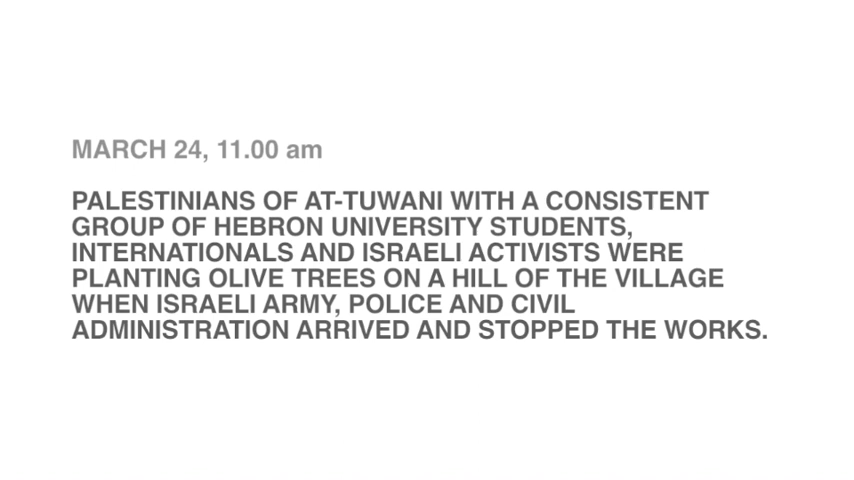 MARCH 24, 11.00 am
PALESTINIANS OF AT-TUWANI WITH A CONSISTENT
GROUP OF HEBRON UNIVERSITY STUDENTS,
INTERNATIONALS AND ISRAELI ACTIVISTS WERE
PLANTING OLIVE TREES ON A HILL OF THE VILLAGE
WHEN ISRAELI ARMY, POLICE AND CIVIL
ADMINISTRATION ARRIVED AND STOPPED THE WORKS.